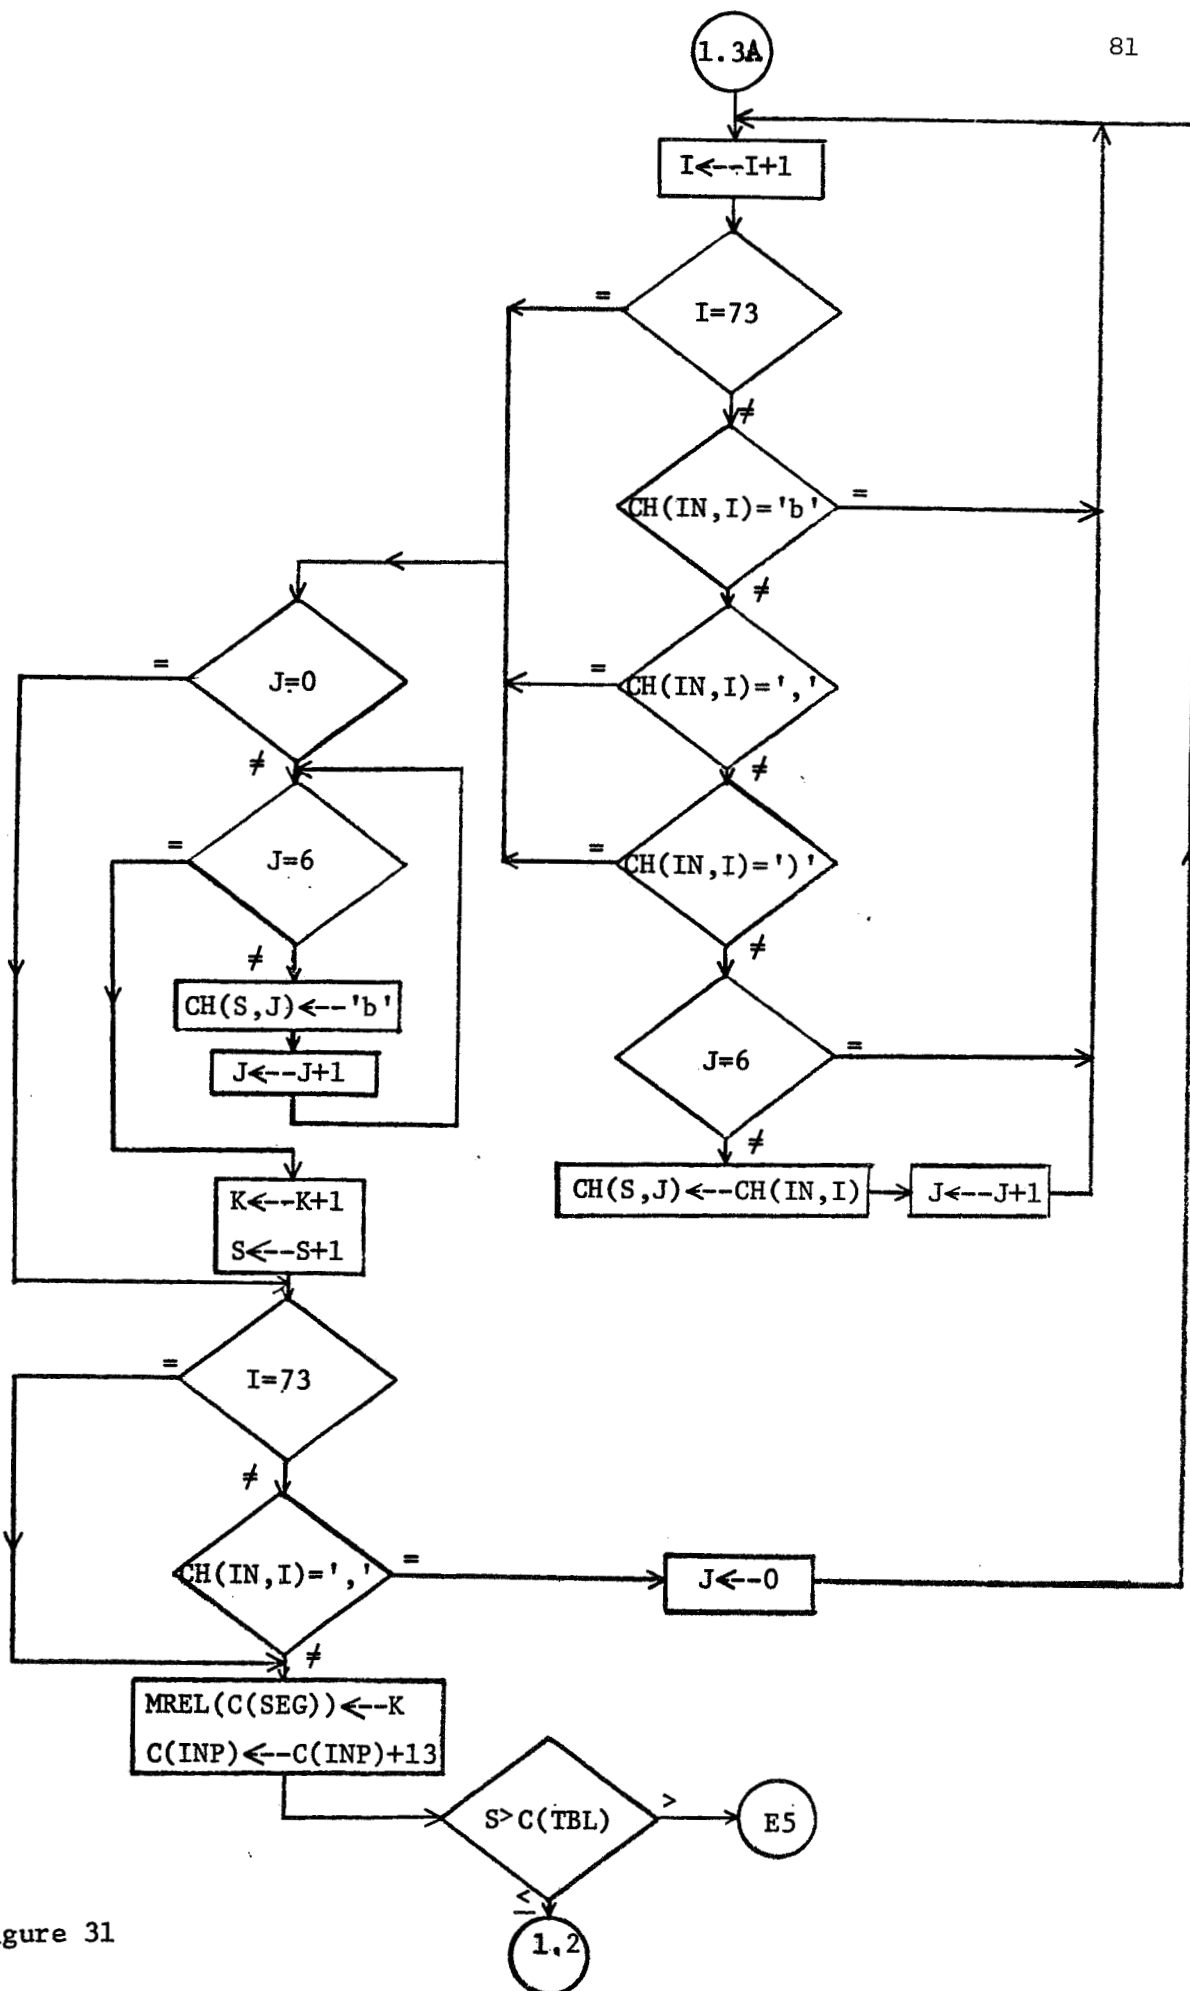 1.3A
81
I<--I+1
=
I=73
≠
CH(IN,I)='b'
=
≠
J=0
=
CH(IN,I)=','
=
≠
≠
J=6
=
CH(IN,I)=')'
=
≠
≠
CH(S,J)<--'b'
J<--J+1
J=6
=
≠
CH(S,J)<--CH(IN,I)
J<--J+1
K<--K+1
S<--S+1
I=73
=
≠
CH(IN,I)=','
=
J<--0
≠
MREL(C(SEG))<--K
C(INP)<--C(INP)+13
S>C(TBL)
>
E5
≤
1.2
gure 31